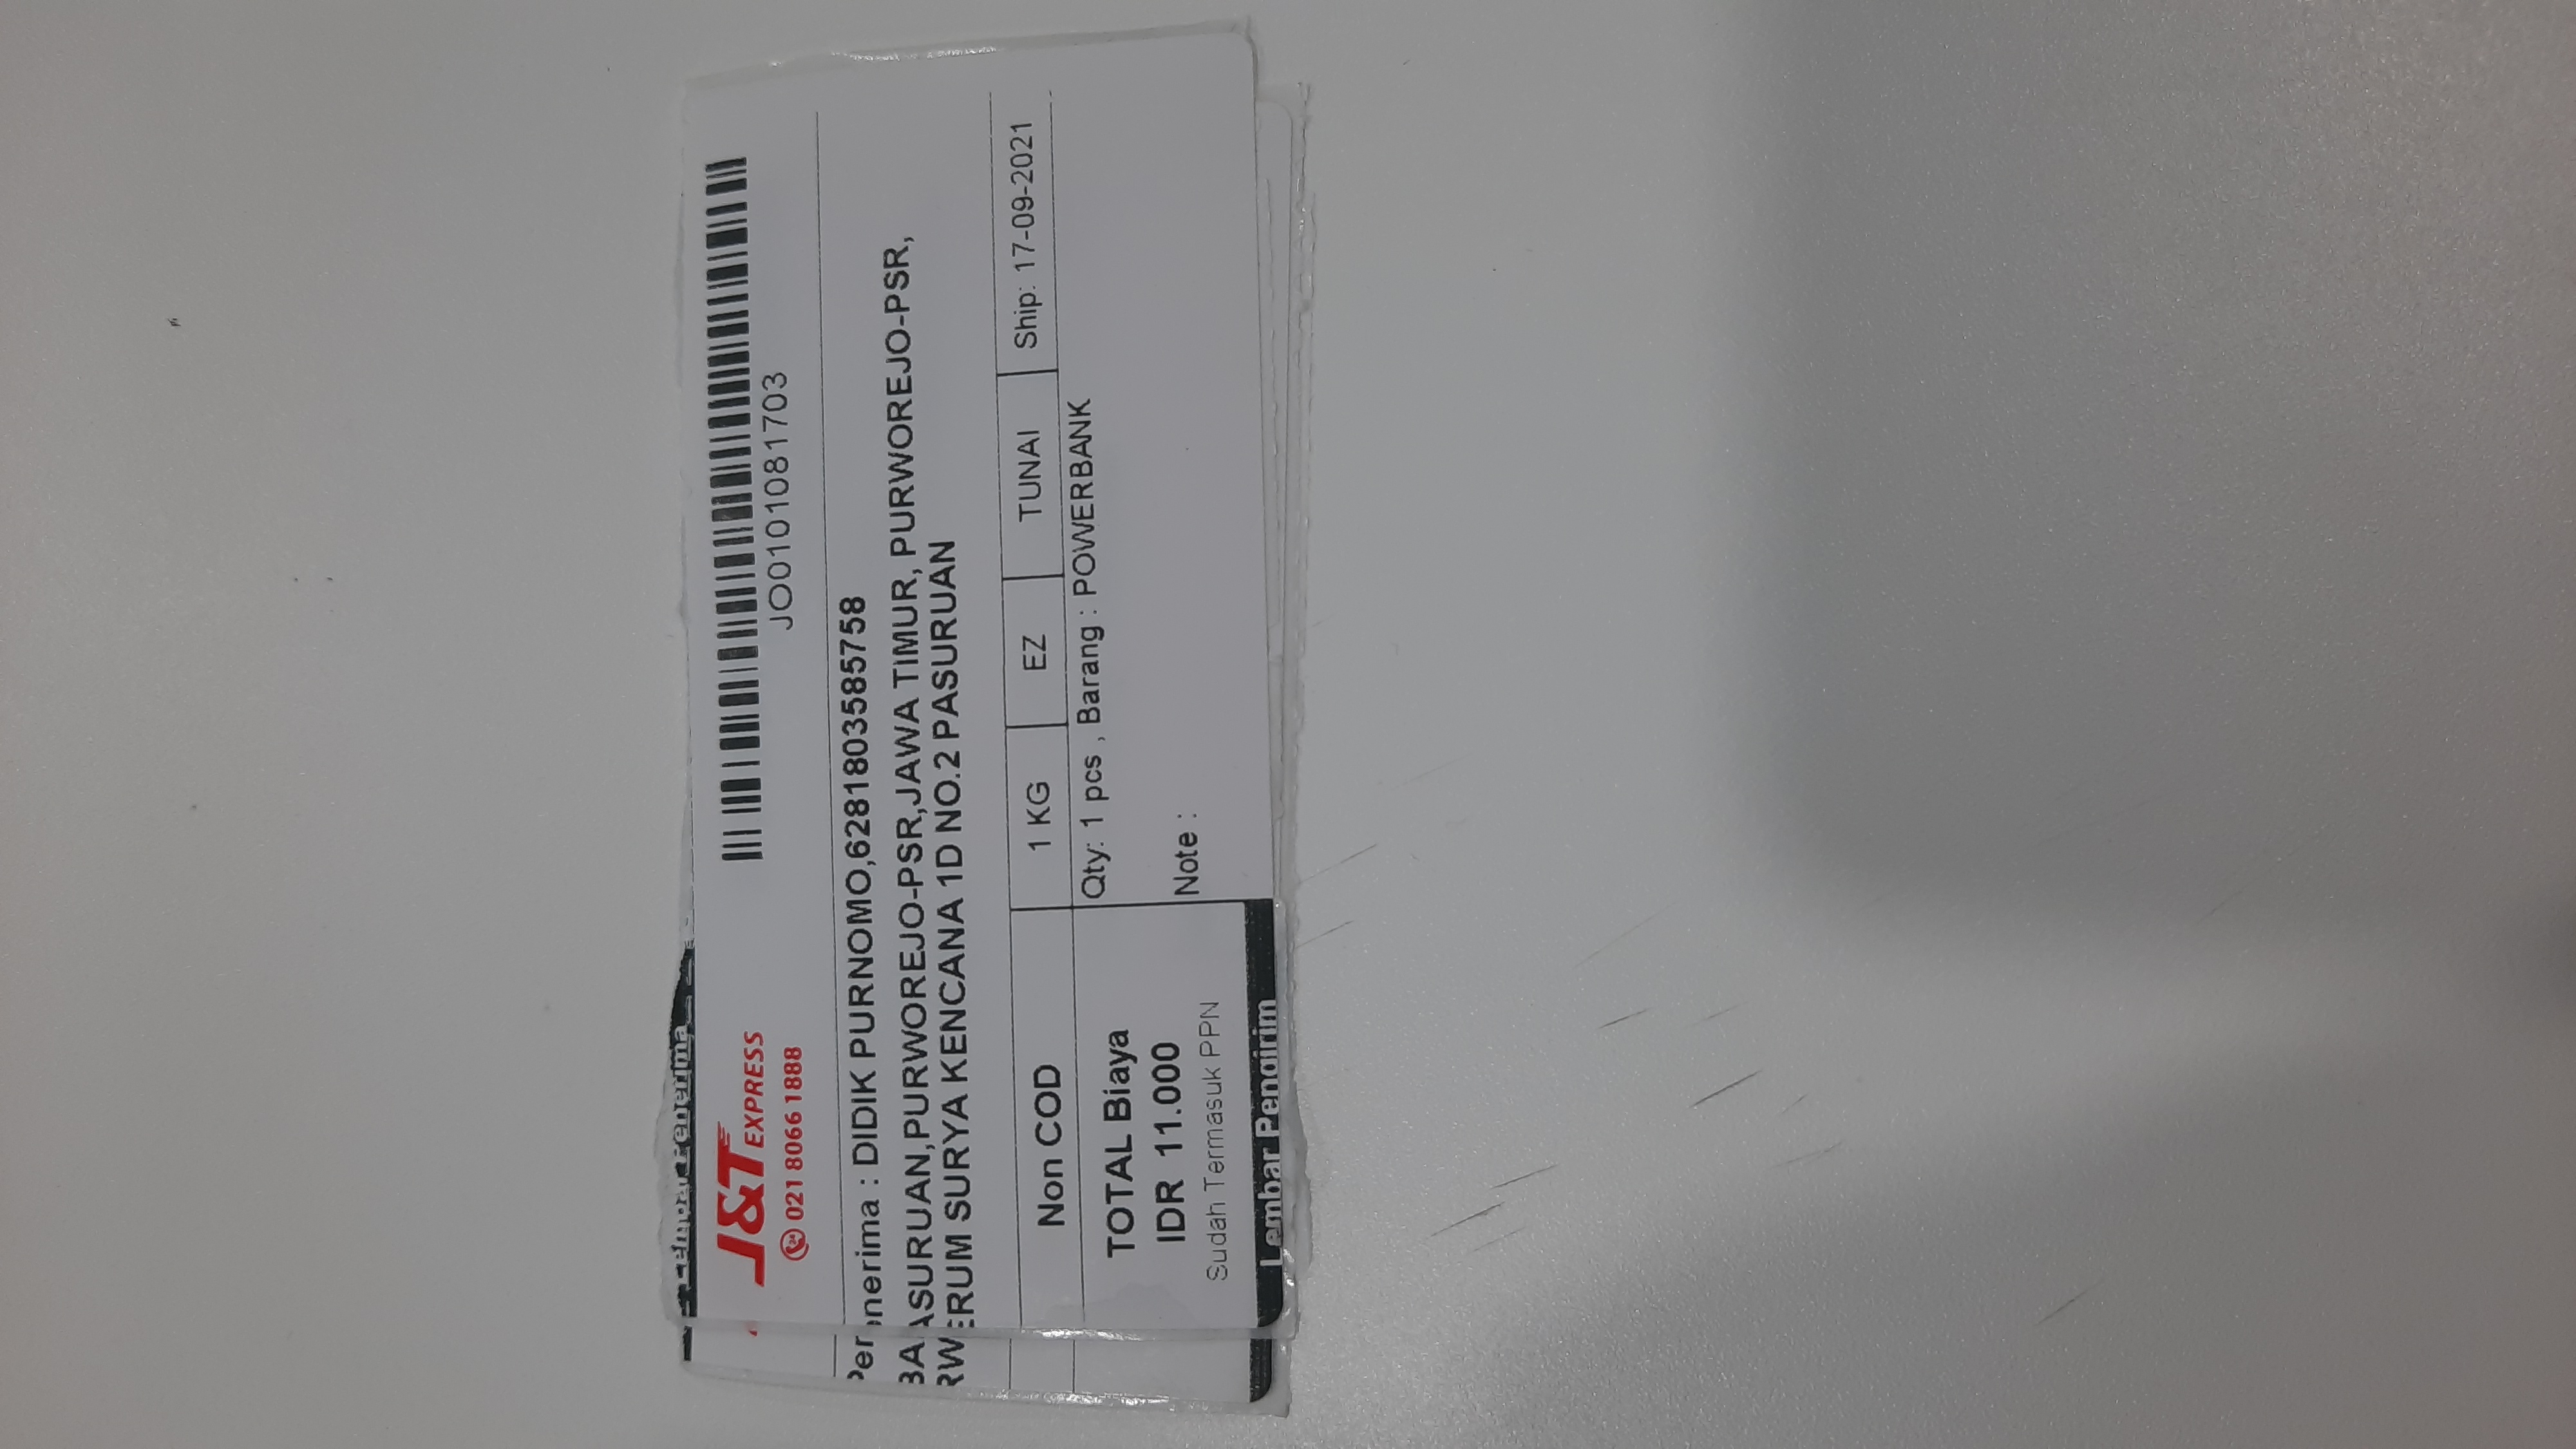 Lembar Penerima
J&T EXPRESS
021 8066 1888
JO0101081703
enerima : DIDIK PURNOMO,6281803585758
ASURUAN,PURWOREJO-PSR,JAWA TIMUR, PURWOREJO-PSR,
ERUM SURYA KENCANA 1D NO.2 PASURUAN
Non COD
1 KG
EZ
TUNAI
Ship: 17-09-2021
Qty: 1 pcs , Barang : POWERBANK
TOTAL Biaya
IDR 11.000
Sudah Termasuk PPN
Note :
Lembar Pengirim
Per
BA
RW